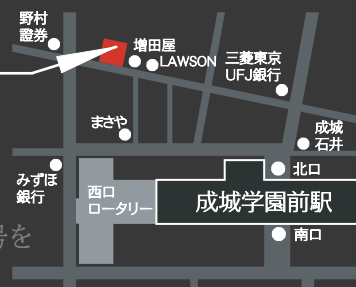 野村
證券
増田屋
LAWSON
三菱東京
UFJ銀行
まさや
成城
石井
みずほ
銀行
西口
ロータリー
北口
成城学園前駅
南口
号を